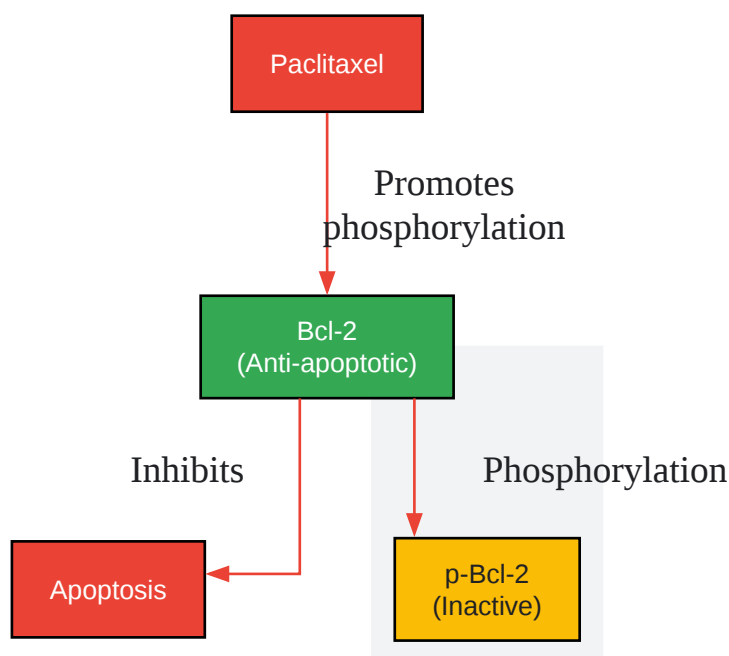 Paclitaxel
Promotes
phosphorylation
Bcl-2
(Anti-apoptotic)
Inhibits
Phosphorylation
Apoptosis
p-Bcl-2
(Inactive)